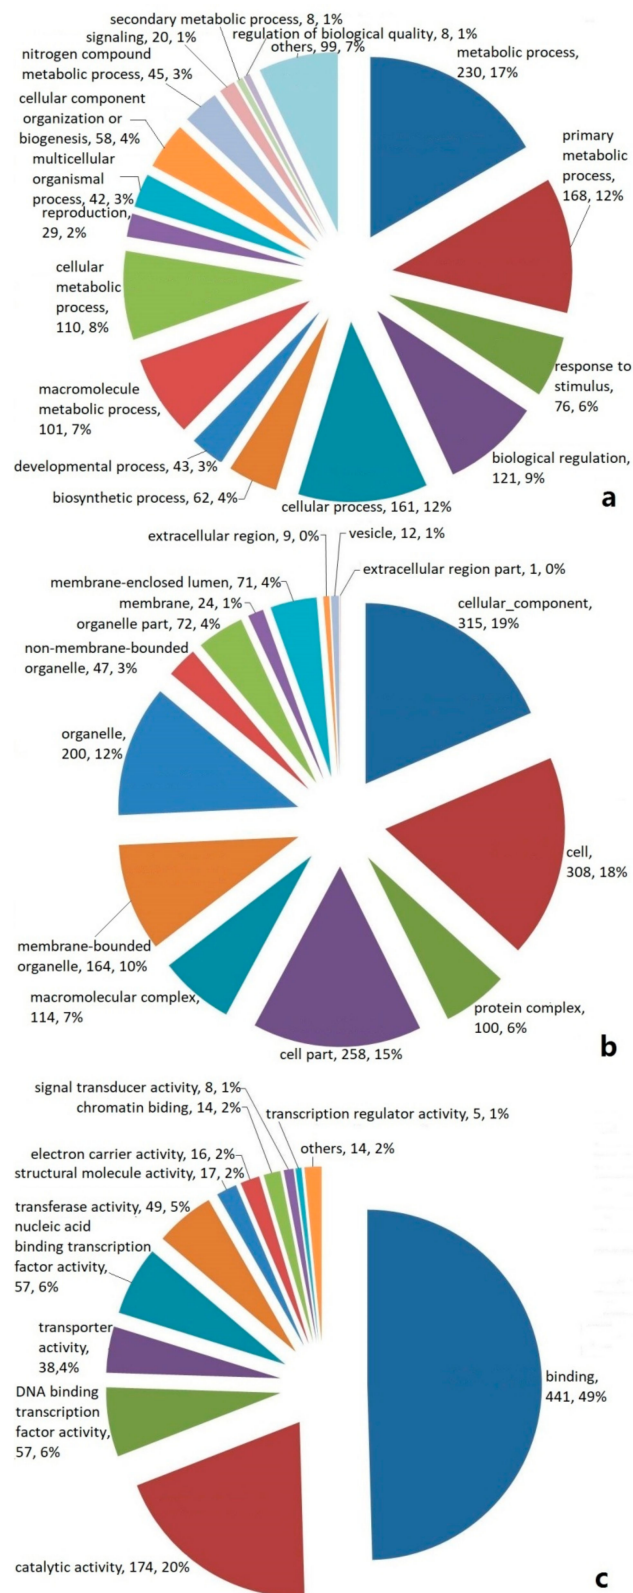 secondary metabolic process, 8, 1%
signaling, 20, 1%
regulation of biological quality, 8, 1%
others, 99, 7%
nitrogen compound
metabolic process, 45, 3%
metabolic process,
230, 17%
cellular component
organization or
biogenesis, 58, 4%
primary
metabolic
process,
168, 12%
multicellular
organismal
process, 42, 3%
reproduction,
29, 2%
cellular
metabolic
process,
110, 8%
response to
stimulus,
76, 6%
macromolecule
metabolic process,
101, 7%
biological regulation,
121, 9%
developmental process, 43, 3%
biosynthetic process, 62, 4%
cellular process, 161, 12%
a
extracellular region, 9, 0%
vesicle, 12, 1%
extracellular region part, 1, 0%
membrane-enclosed lumen, 71, 4%
membrane, 24, 1%
organelle part, 72, 4%
cellular_component,
315, 19%
non-membrane-bounded
organelle, 47, 3%
organelle,
200, 12%
cell,
308, 18%
membrane-bounded
organelle, 164, 10%
macromolecular complex,
114, 7%
protein complex,
100, 6%
cell part, 258, 15%
b
signal transducer activity, 8, 1%
chromatin biding, 14, 2%
transcription regulator activity, 5, 1%
electron carrier activity, 16, 2%
others, 14, 2%
structural molecule activity, 17, 2%
transferase activity, 49, 5%
nucleic acid
binding transcription
factor activity,
57, 6%
transporter
activity,
38,4%
binding,
441, 49%
DNA binding
transcription
factor activity,
57, 6%
catalytic activity, 174, 20%
c